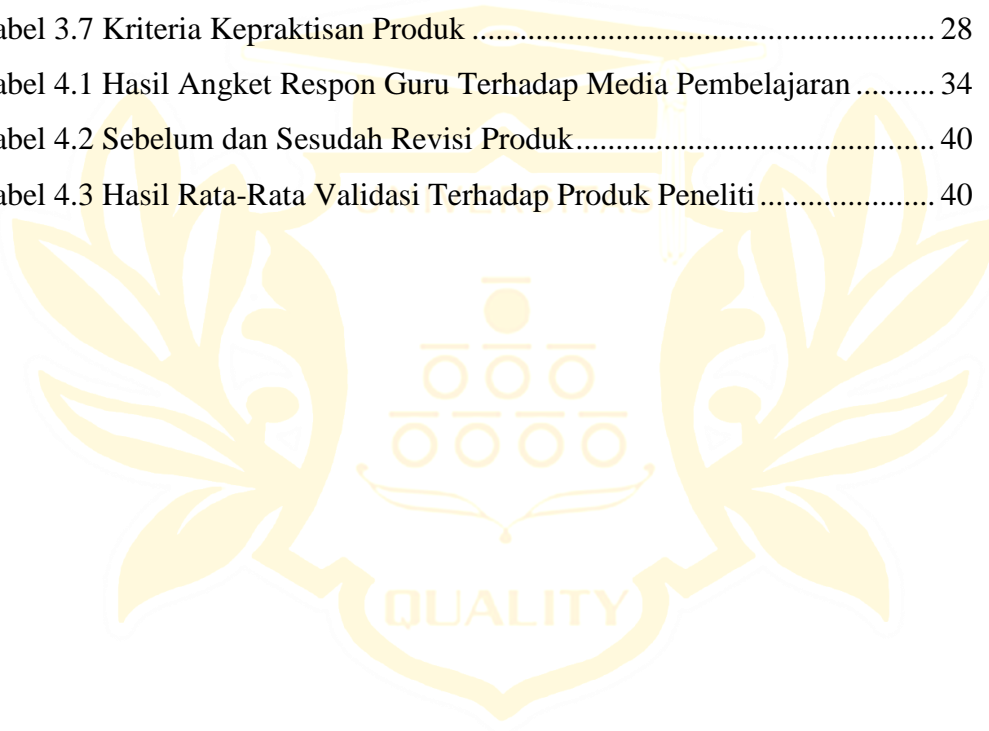 abel 3.7 Kriteria Kepraktisan Produk ......................................................... 28
abel 4.1 Hasil Angket Respon Guru Terhadap Media Pembelajaran .......... 34
abel 4.2 Sebelum dan Sesudah Revisi Produk ............................................ 40
abel 4.3 Hasil Rata-Rata Validasi Terhadap Produk Peneliti ..................... 40
UNIVERSITAS
QUALITY